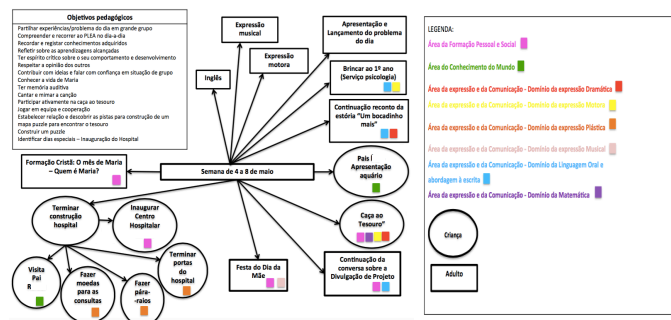 Objetivos pedagógicos
Partilhar experiências/problema do dia em grande grupo
Compreender e recorrer ao PLEA no dia-a-dia
Recordar e registar conhecimentos adquiridos
Refletir sobre as aprendizagens alcançadas
Ter espírito crítico sobre o seu comportamento e desenvolvimento
Respeitar a opinião dos outros
Contribuir com ideias e falar com confiança em situação de grupo
Conhecer a vida de Maria
Ter memória auditiva
Cantar e mimar a canção
Participar ativamente na caça ao tesouro
Jogar em equipa e cooperação
Estabelecer relação e descobrir as pistas para construção de um
mapa puzzle para encontrar o tesouro
Construir um puzzle
Identificar dias especiais – Inauguração do Hospital
Expressão
musical
Inglês
Expressão
motora
Apresentação e
Lançamento do problema
do dia
Brincar ao 1º ano
(Serviço psicologia)
Continuação reconto da
estória "Um bocadinho
mais"
Formação Cristã: O mês de Maria
– Quem é Maria?
Semana de 4 a 8 de maio
Pais Í
Apresentação
aquário
Terminar
construção
hospital
Inaugurar
Centro
Hospitalar
Caça ao
Tesouro"
Visita
Pai
R
Fazer
moedas
para as
consultas
Fazer
pára-
-raios
Terminar
portas
do
hospital
Festa do Dia da
Mãe
Continuação da
conversa sobre a
Divulgação de Projeto
LEGENDA:
Área da Formação Pessoal e Social
Área do Conhecimento do Mundo
Área da expressão e da Comunicação - Domínio da expressão Dramática
Área da expressão e da Comunicação - Domínio da expressão Motora
Área da expressão e da Comunicação - Domínio da expressão Plástica
Área da expressão e da Comunicação - Domínio da expressão Musical
Área da expressão e da Comunicação - Domínio da Linguagem Oral e
abordagem à escrita
Área da expressão e da Comunicação - Domínio da Matemática
Criança
Adulto